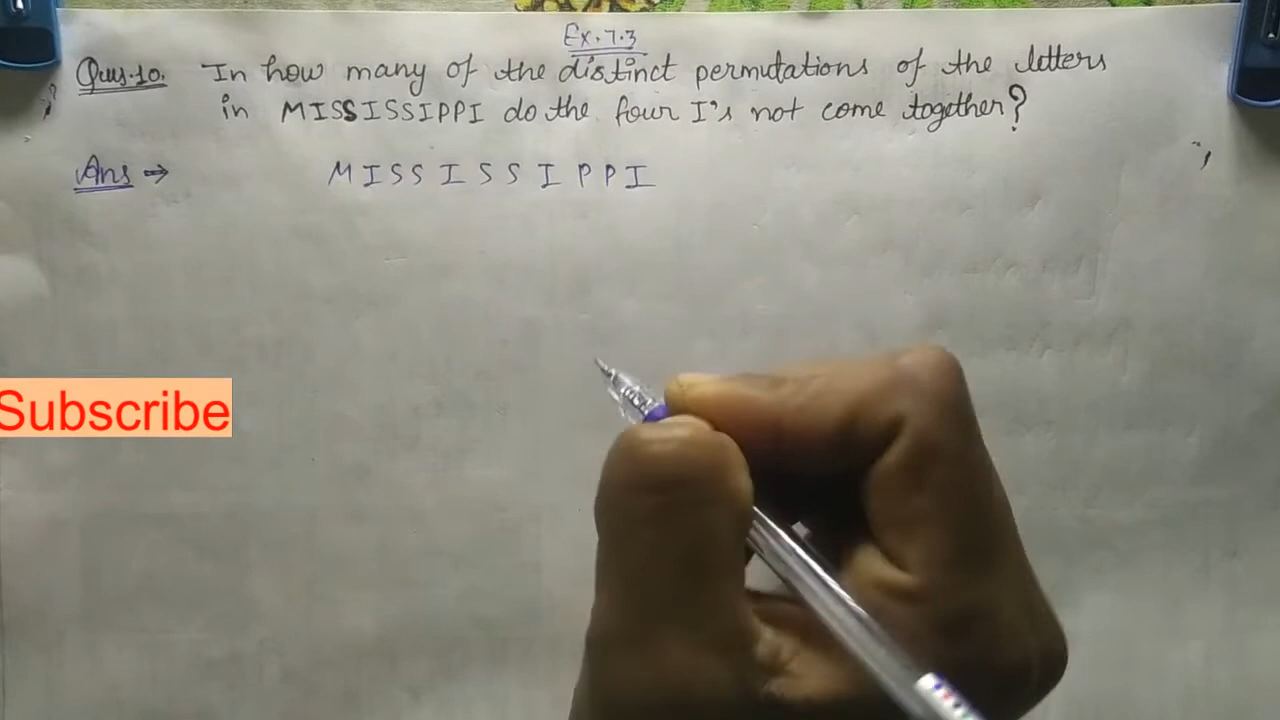 Ex.7.3
Ques.10. In how many of the distinct permutations of the letters
in MISSISSIPPI do the four I's not come together?
Ans ⇒ MISSISSIPPI
Subscribe